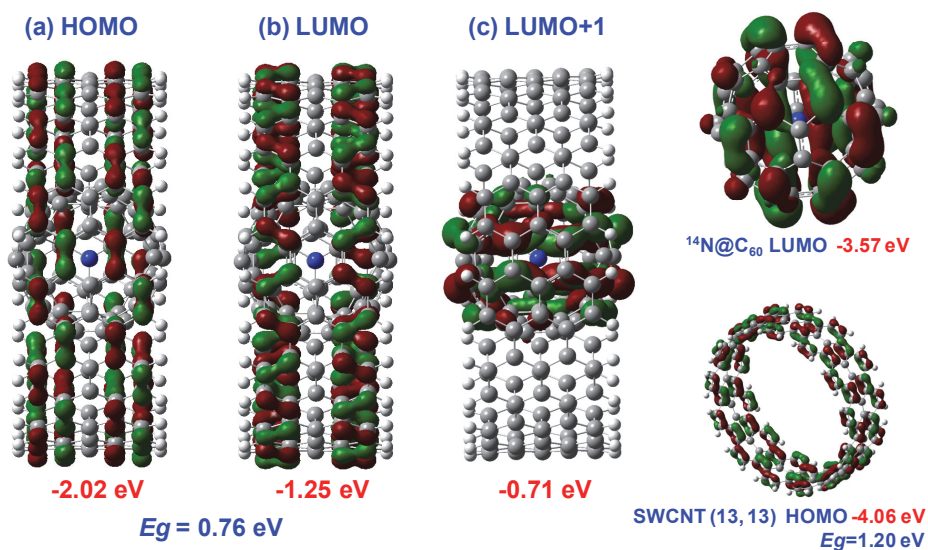 (a) HOMO
(b) LUMO
(c) LUMO+1
-2.02 eV
-1.25 eV
-0.71 eV
Eg = 0.76 eV
¹⁴N@C₆₀ LUMO -3.57 eV
SWCNT (13, 13) HOMO -4.06 eV
Eg=1.20 eV